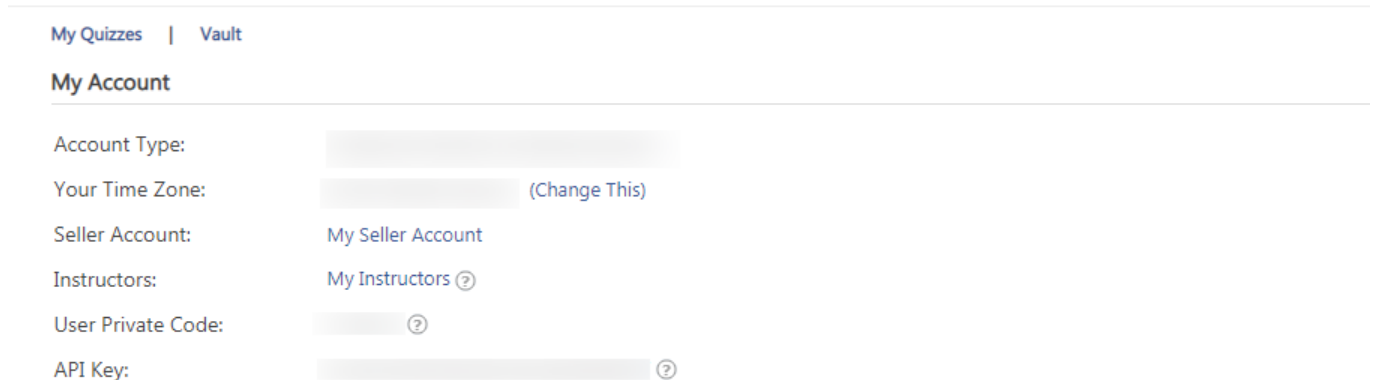 My Quizzes | Vault
My Account
Account Type:
Your Time Zone: (Change This)
Seller Account: My Seller Account
Instructors: My Instructors ?
User Private Code: ?
API Key: ?